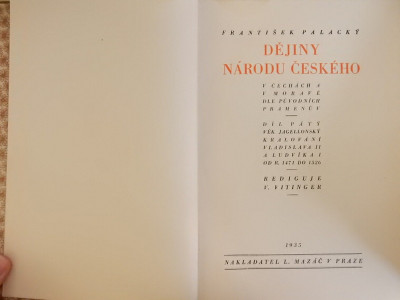 FRANTIŠEK PALACKÝ
DĚJINY
NÁRODU ČESKÉHO
V ČECHÁCH A
V MORAVĚ
DLE PŮVODNÍCH
PRAMENŮV
DÍL PÁTÝ
VĚK JAGELLONSKÝ
KRALOVÁNÍ
VLADISLAVA II
A LUDVÍKA I
OD R. 1471 DO 1526
REDIGUJE
V. VITINGER
1935
NAKLADATEL L. MAZÁČ V PRAZE